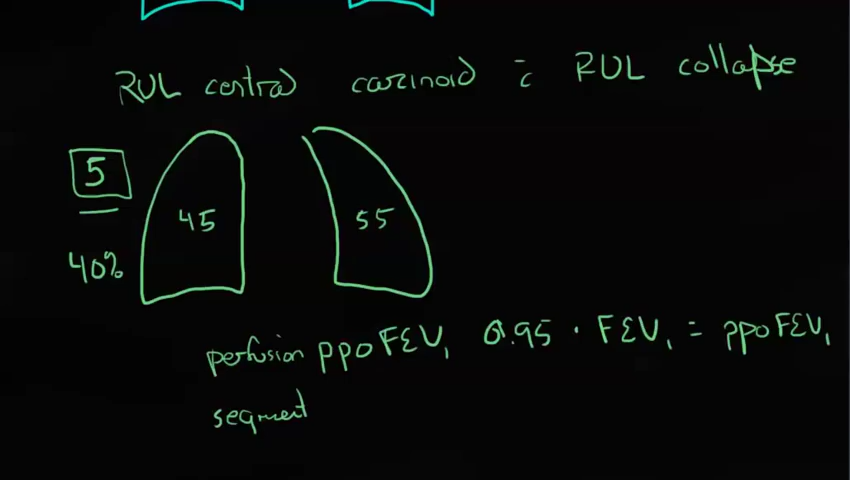 RUL central carcinoid c̄ RUL collapse
5
45 55
40%
perfusion ppoFEV₁ 0.95 · FEV₁ = ppoFEV₁
segment